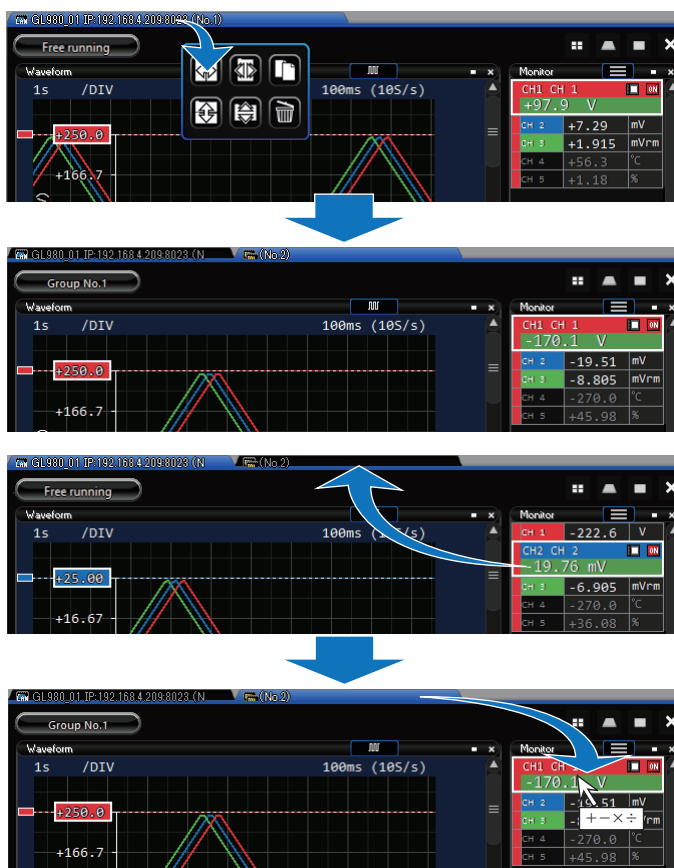 GL980_01 IP:192.168.4.209:8023 (No.1)
Free running
Waveform
Monitor
1s /DIV 100ms (10S/s)
CH1 CH 1 ON
+97.9 V
+250.0
CH 2 +7.29 mV
CH 3 +1.915 mVrm
CH 4 +56.3 °C
+166.7
CH 5 +1.18 %
GL980_01 IP:192.168.4.209:8023 (N (No.2)
Group No.1
Waveform
Monitor
1s /DIV 100ms (10S/s)
CH1 CH 1 ON
-170.1 V
+250.0
CH 2 -19.51 mV
CH 3 -8.805 mVrm
CH 4 -270.0 °C
+166.7
CH 5 +45.98 %
GL980_01 IP:192.168.4.209:8023 (N (No.2)
Free running
Waveform
Monitor
1s /DIV 100ms (10S/s)
CH 1 -222.6 V
CH2 CH 2 ON
-19.76 mV
+25.00
CH 3 -6.905 mVrm
CH 4 -270.0 °C
+16.67
CH 5 +36.08 %
GL980_01 IP:192.168.4.209:8023 (N (No.2)
Group No.1
Waveform
Monitor
1s /DIV 100ms (10S/s)
CH1 CH ON
-170.1 V
+250.0
CH 2 -19.51 mV
CH 3 +−×÷ rm
CH 4 -270.0 °C
+166.7
CH 5 +45.98 %